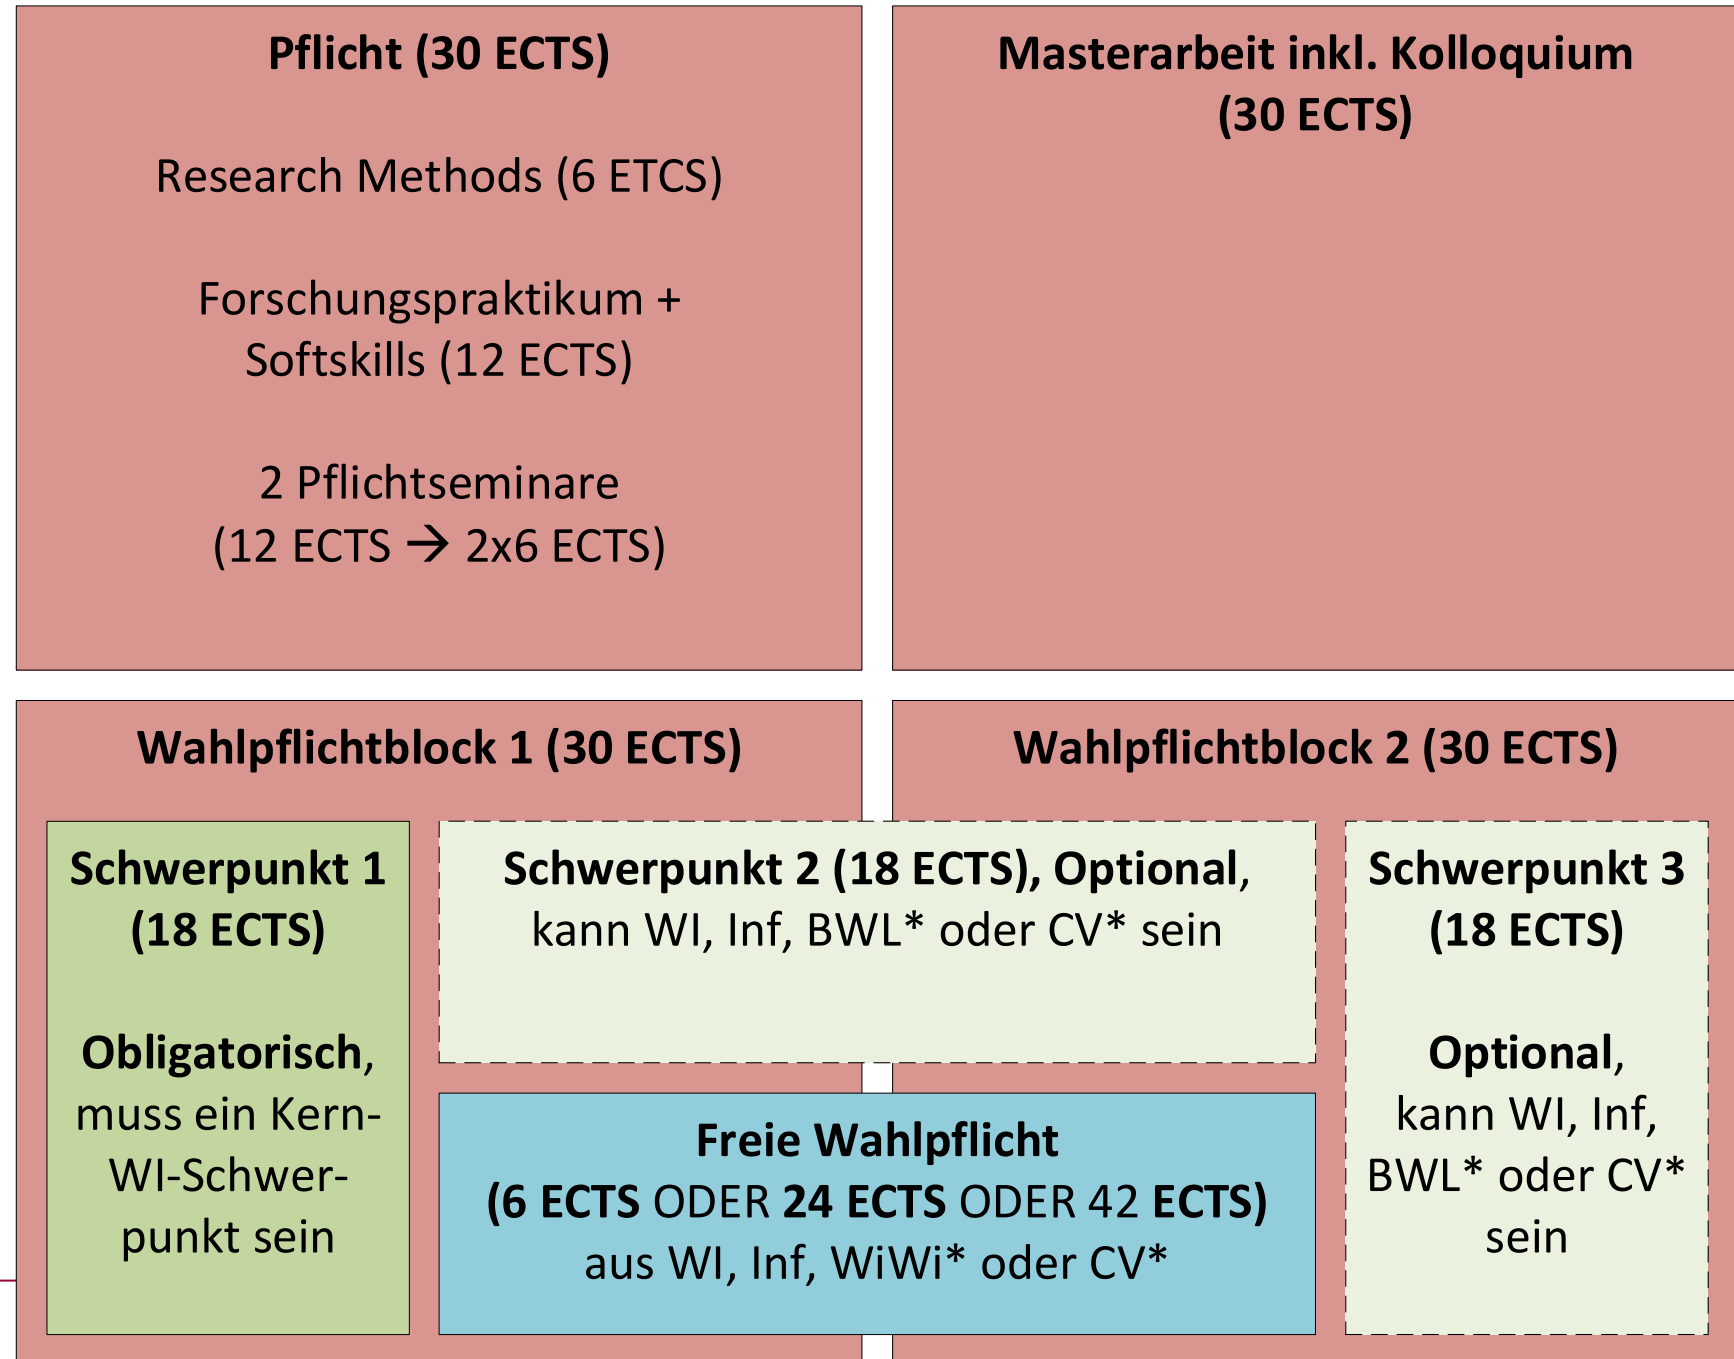 Pflicht (30 ECTS)
Research Methods (6 ETCS)
Forschungspraktikum +
Softskills (12 ECTS)
2 Pflichtseminare
(12 ECTS → 2x6 ECTS)
Masterarbeit inkl. Kolloquium
(30 ECTS)
Wahlpflichtblock 1 (30 ECTS)
Wahlpflichtblock 2 (30 ECTS)
Schwerpunkt 1
(18 ECTS)
Obligatorisch,
muss ein Kern-
WI-Schwer-
punkt sein
Schwerpunkt 2 (18 ECTS), Optional,
kann WI, Inf, BWL* oder CV* sein
Freie Wahlpflicht
(6 ECTS ODER 24 ECTS ODER 42 ECTS)
aus WI, Inf, WiWi* oder CV*
Schwerpunkt 3
(18 ECTS)
Optional,
kann WI, Inf,
BWL* oder CV*
sein